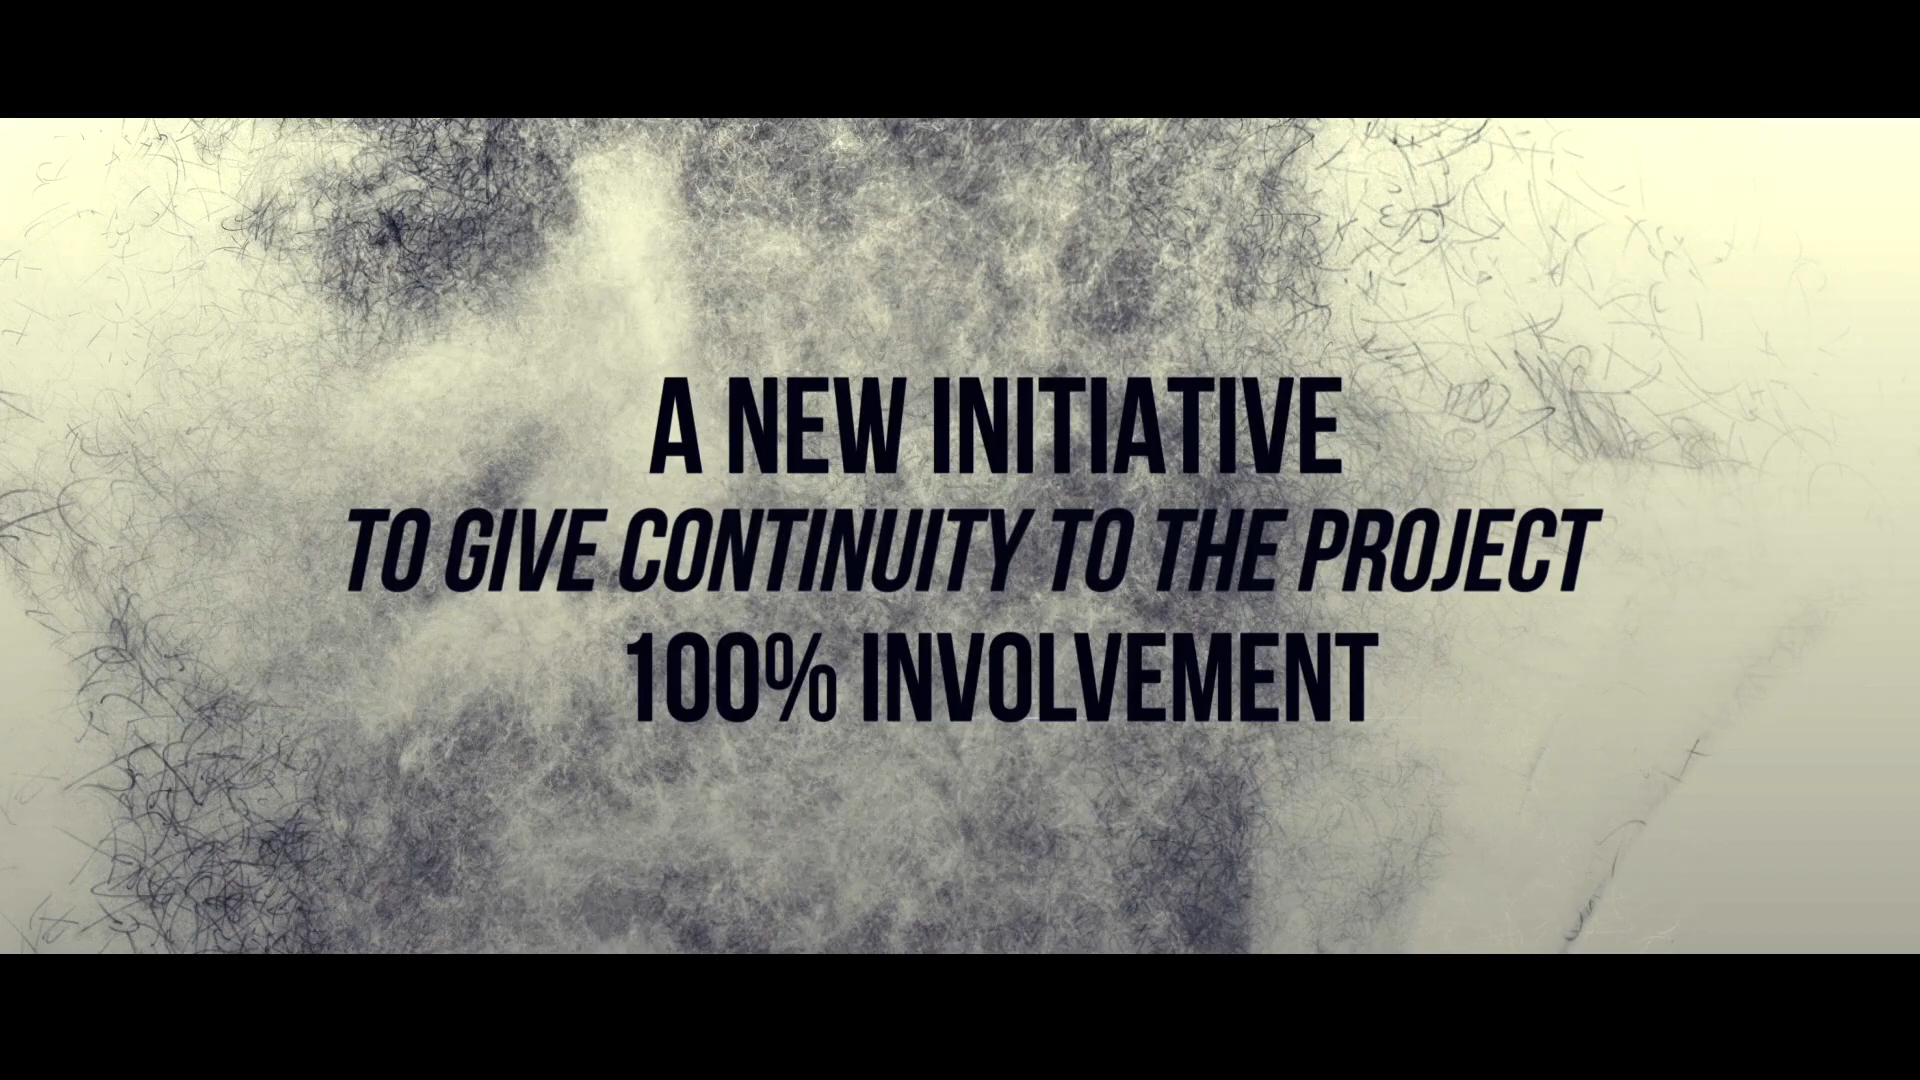 A NEW INITIATIVE
TO GIVE CONTINUITY TO THE PROJECT
100% INVOLVEMENT